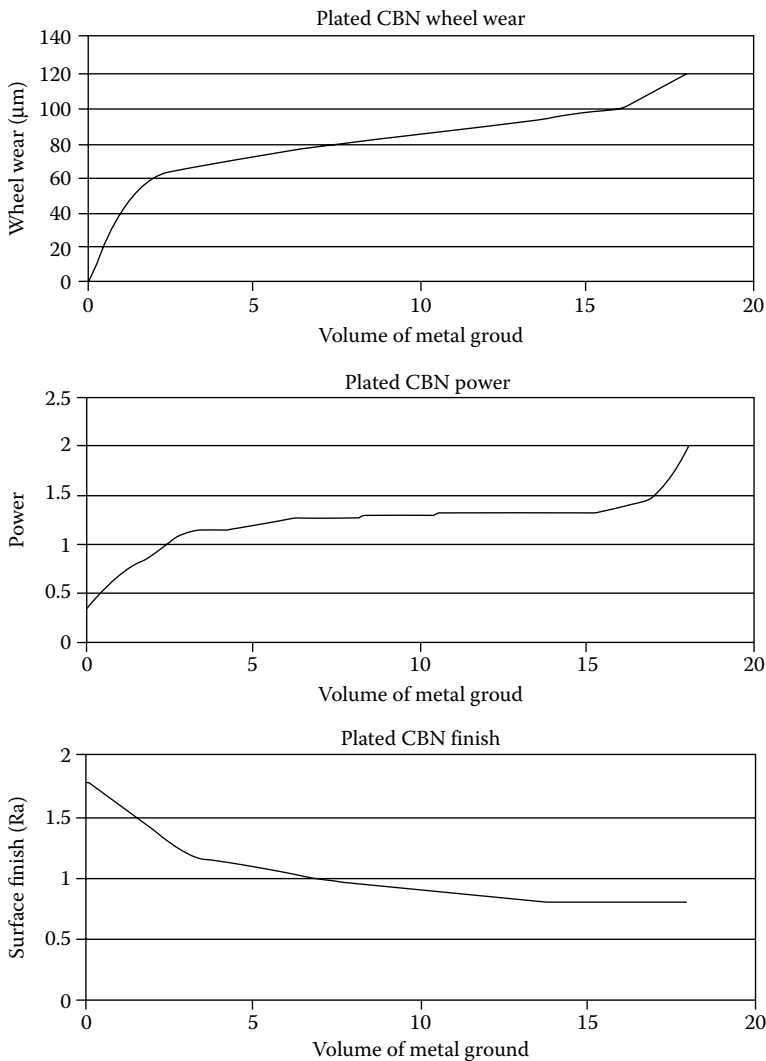 Plated CBN wheel wear
140
120
100
80
60
40
20
0
Wheel wear (μm)
0 5 10 15 20
Volume of metal groud
Plated CBN power
2.5
2
1.5
1
0.5
0
Power
0 5 10 15 20
Volume of metal groud
Plated CBN finish
2
1.5
1
0.5
0
Surface finish (Ra)
0 5 10 15 20
Volume of metal ground